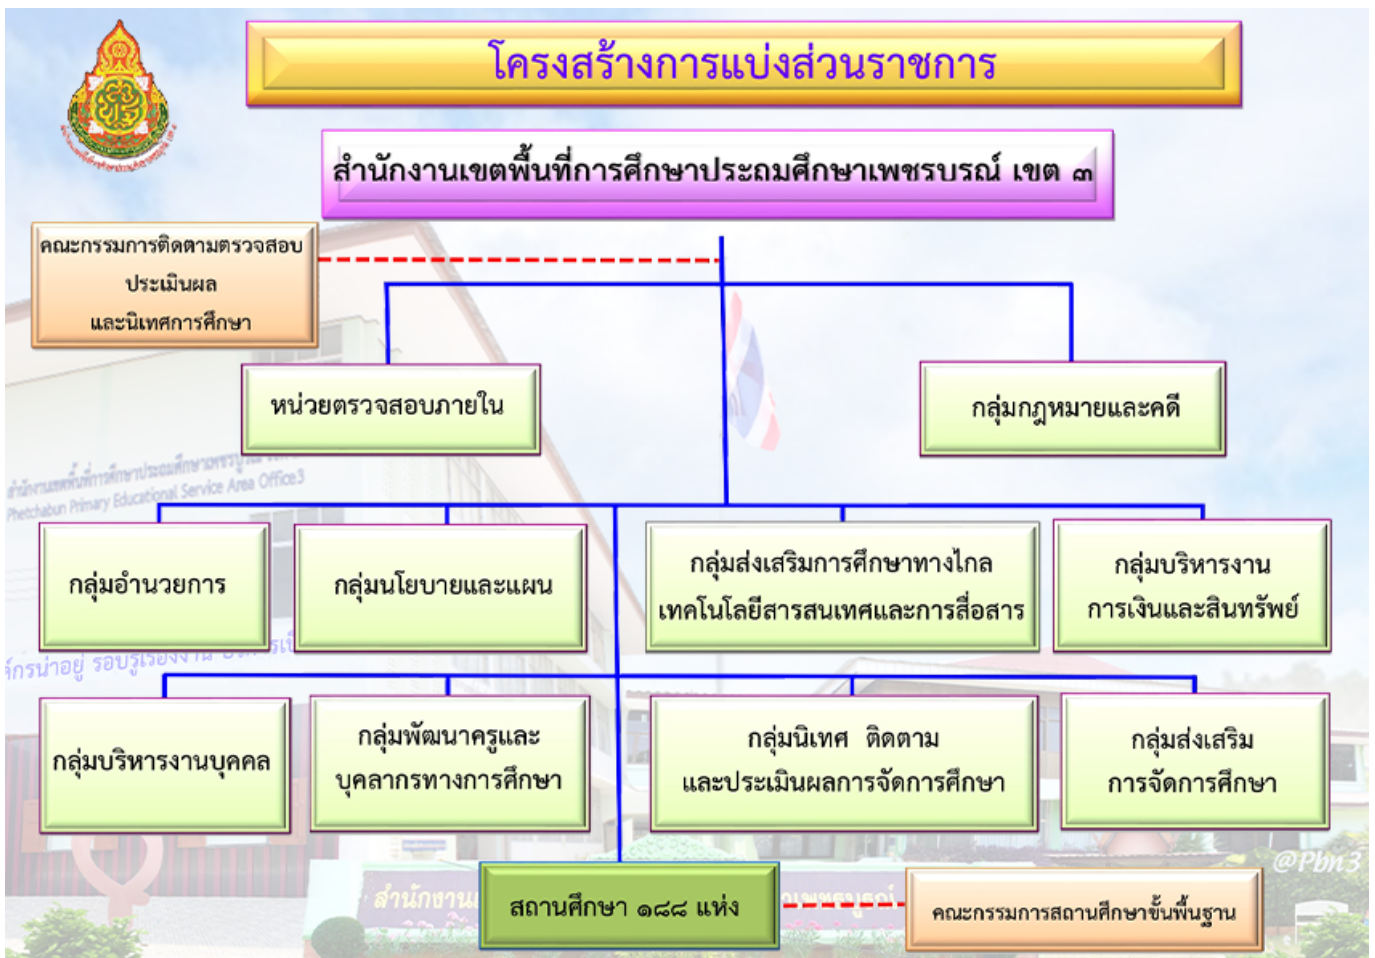 โครงสร้างการแบ่งส่วนราชการ
สำนักงานเขตพื้นที่การศึกษาประถมศึกษาเพชรบรณ์ เขต ๓
คณะกรรมการติดตามตรวจสอบ
ประเมินผล
และนิเทศการศึกษา
หน่วยตรวจสอบภายใน
กลุ่มกฎหมายและคดี
Phetchabun Primary Educational Service Area Office3
กลุ่มอำนวยการ
กลุ่มนโยบายและแผน
กลุ่มส่งเสริมการศึกษาทางไกล
เทคโนโลยีสารสนเทศและการสื่อสาร
กลุ่มบริหารงาน
การเงินและสินทรัพย์
กลุ่มบริหารงานบุคคล
กลุ่มพัฒนาครูและ
บุคลากรทางการศึกษา
กลุ่มนิเทศ ติดตาม
และประเมินผลการจัดการศึกษา
กลุ่มส่งเสริม
การจัดการศึกษา
@Pbn3
สถานศึกษา ๑๘๘ แห่ง
คณะกรรมการสถานศึกษาขั้นพื้นฐาน